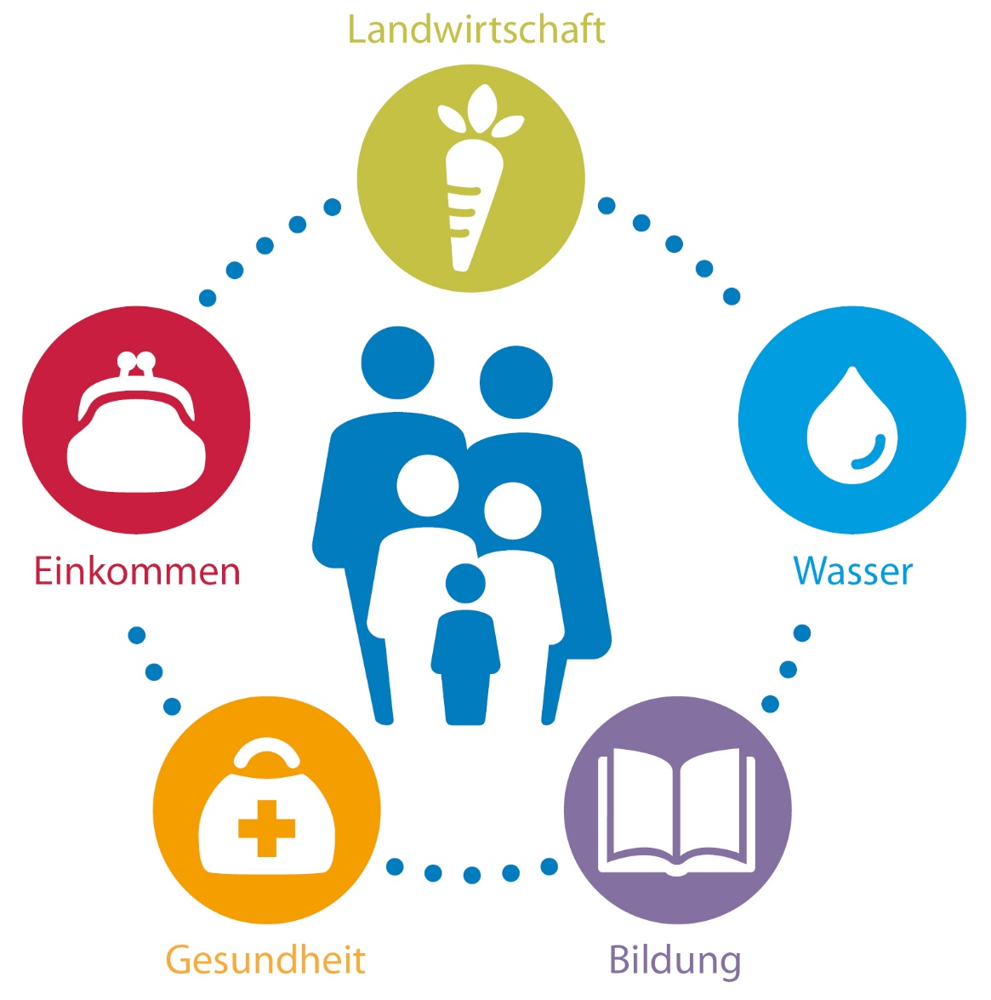 Landwirtschaft
Einkommen
Wasser
Gesundheit
Bildung